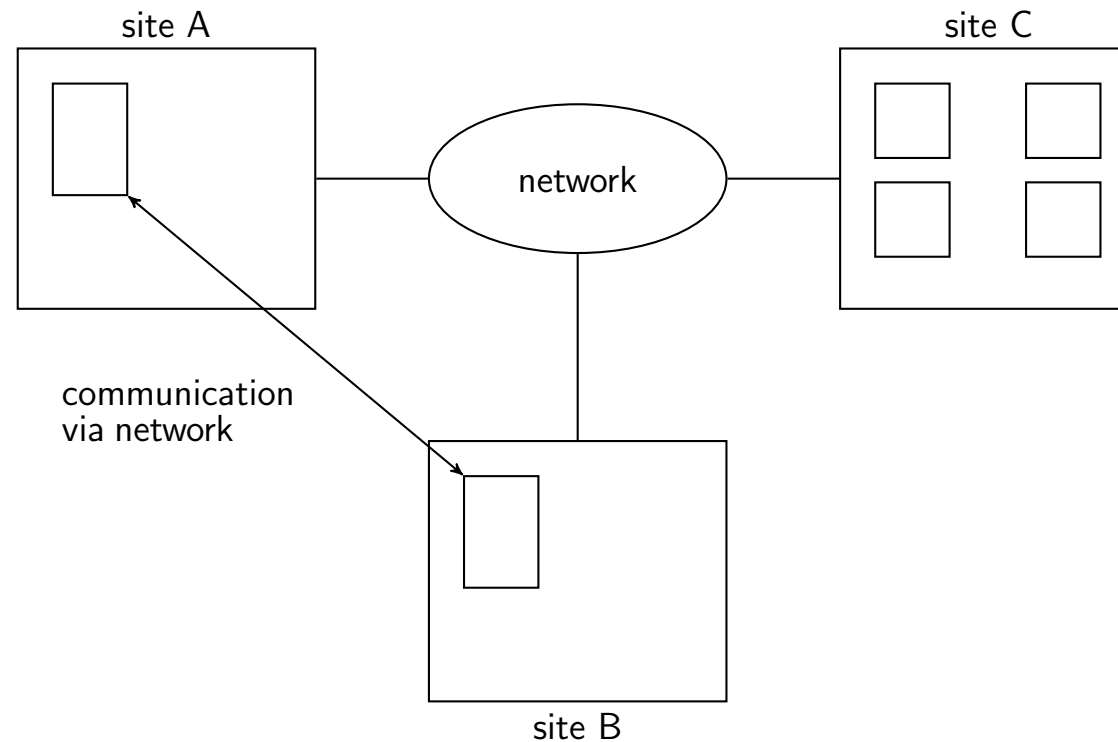 site A
site C
network
communication
via network
site B